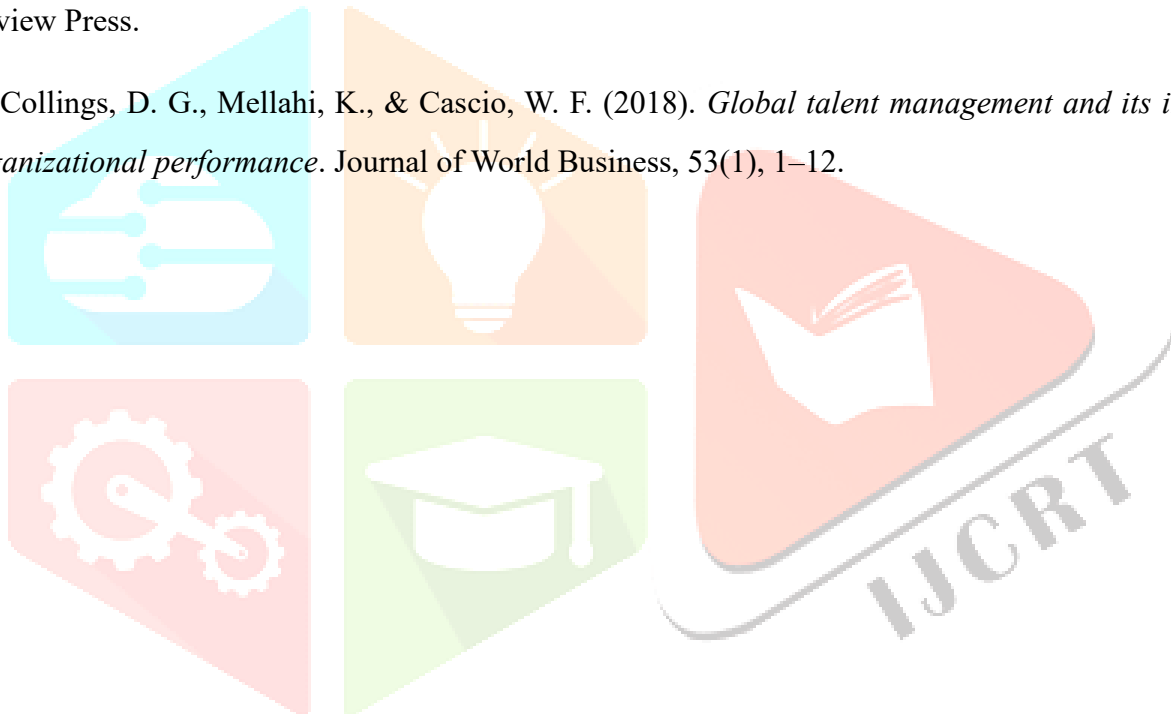 view Press.
Collings, D. G., Mellahi, K., & Cascio, W. F. (2018). Global talent management and its i
anizational performance. Journal of World Business, 53(1), 1–12.
IJCRT